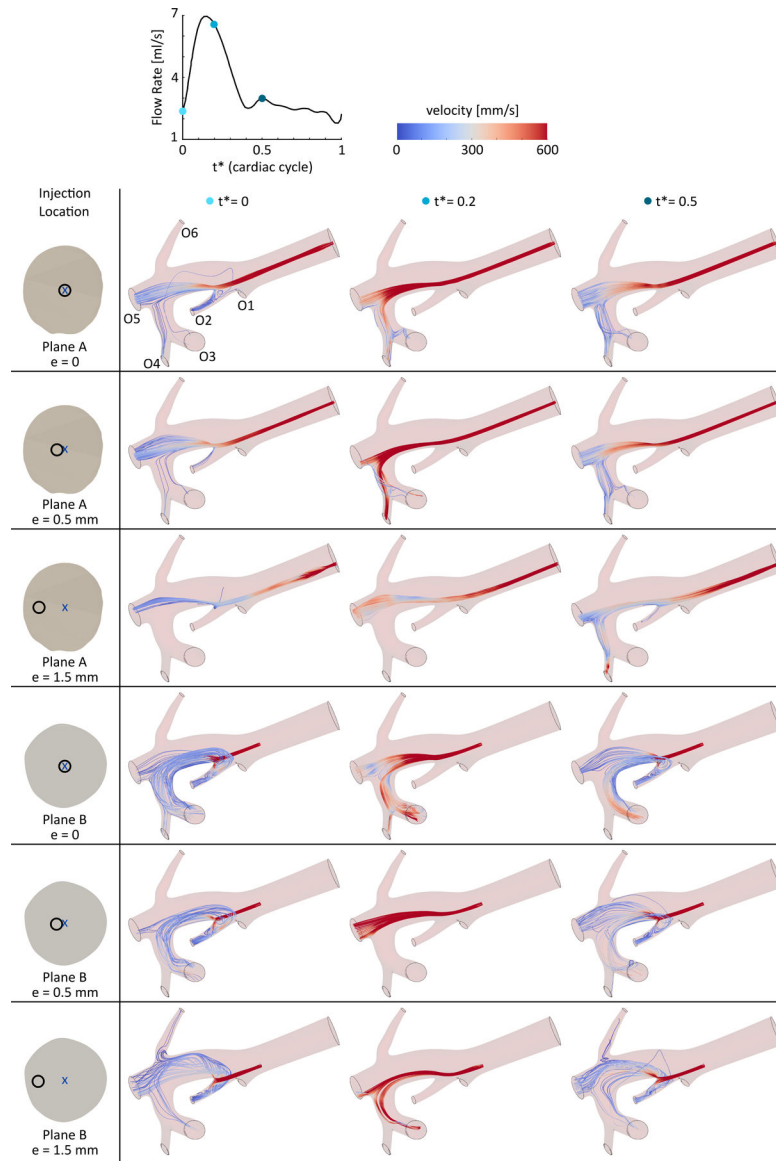 7
4
1
Flow Rate [ml/s]
0
0.5
1
t* (cardiac cycle)
velocity [mm/s]
0
300
600
Injection
Location
t*= 0
t*= 0.2
t*= 0.5
O6
O1
O2
O5
O3
O4
x
Plane A
e = 0
x
Plane A
e = 0.5 mm
x
Plane A
e = 1.5 mm
x
Plane B
e = 0
x
Plane B
e = 0.5 mm
x
Plane B
e = 1.5 mm